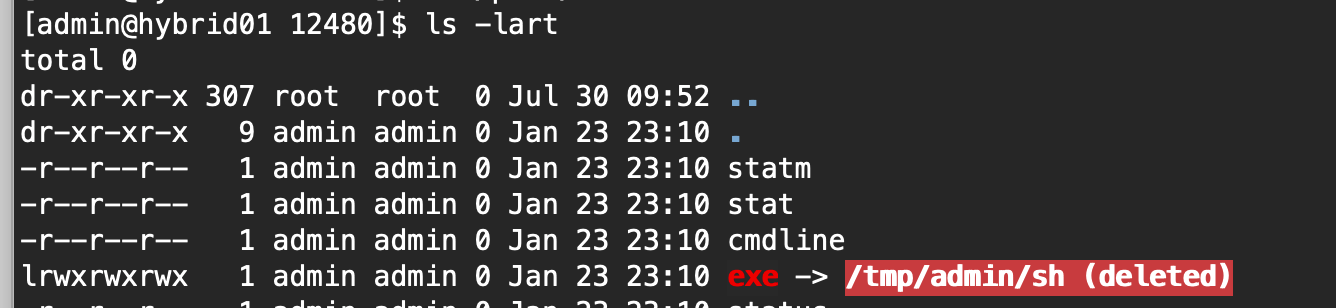 [admin@hybrid01 12480]$ ls -lart
total 0
dr-xr-xr-x 307 root  root  0 Jul 30 09:52 ..
dr-xr-xr-x   9 admin admin 0 Jan 23 23:10 .
-r--r--r--   1 admin admin 0 Jan 23 23:10 statm
-r--r--r--   1 admin admin 0 Jan 23 23:10 stat
-r--r--r--   1 admin admin 0 Jan 23 23:10 cmdline
lrwxrwxrwx   1 admin admin 0 Jan 23 23:10 exe -> /tmp/admin/sh (deleted)